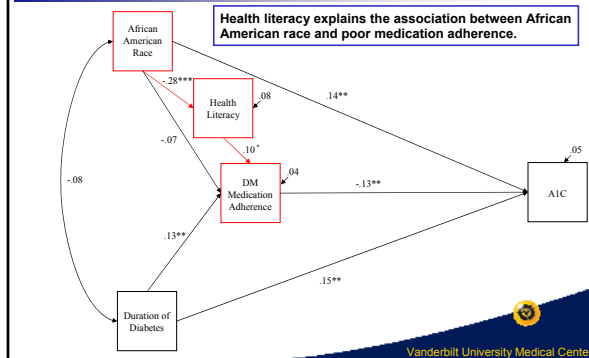 Health literacy explains the association between African
American race and poor medication adherence.
African
American
Race
-.28***
.08
Health
Literacy
.14**
-.07
.10*
.05
-.08
.04
DM
Medication
Adherence
-.13**
A1C
.13**
.15**
Duration of
Diabetes
Vanderbilt University Medical Cente